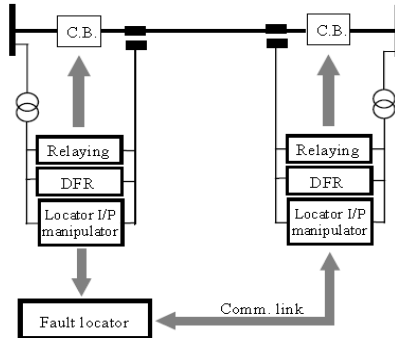 C.B.
C.B.
Relaying
DFR
Locator I/P
manipulator
Relaying
DFR
Locator I/P
manipulator
Comm. link
Fault locator